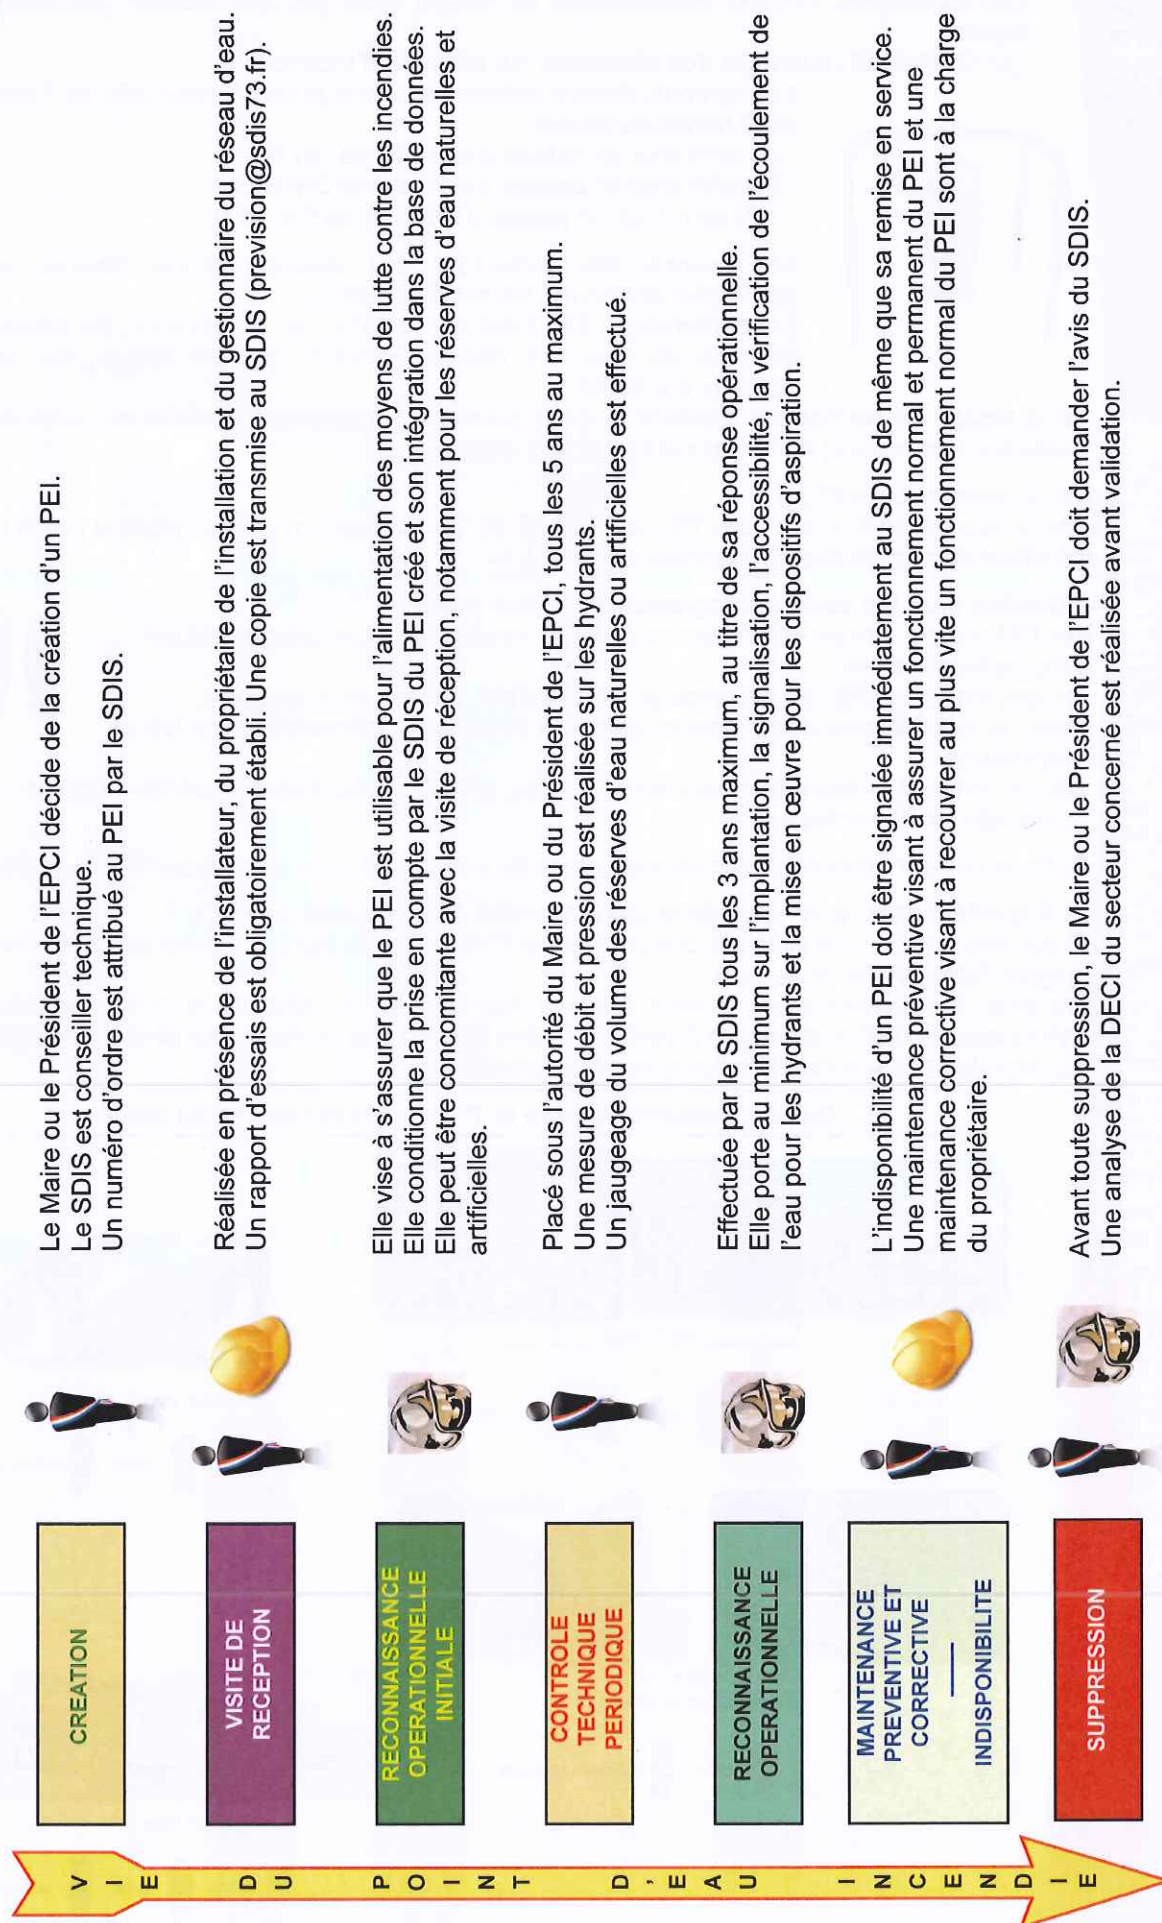 VIE DU POINT D'EAU INCENDIE
CREATION
Le Maire ou le Président de l'EPCI décide de la création d'un PEI.
Le SDIS est conseiller technique.
Un numéro d'ordre est attribué au PEI par le SDIS.
VISITE DE
RECEPTION
Réalisée en présence de l'installateur, du propriétaire de l'installation et du gestionnaire du réseau d'eau.
Un rapport d'essais est obligatoirement établi. Une copie est transmise au SDIS (prevision@sdis73.fr).
RECONNAISSANCE
OPERATIONNELLE
INITIALE
Elle vise à s'assurer que le PEI est utilisable pour l'alimentation des moyens de lutte contre les incendies.
Elle conditionne la prise en compte par le SDIS du PEI créé et son intégration dans la base de données.
Elle peut être concomitante avec la visite de réception, notamment pour les réserves d'eau naturelles et
artificielles.
CONTROLE
TECHNIQUE
PERIODIQUE
Placé sous l'autorité du Maire ou du Président de l'EPCI, tous les 5 ans au maximum.
Une mesure de débit et pression est réalisée sur les hydrants.
Un jaugeage du volume des réserves d'eau naturelles ou artificielles est effectué.
RECONNAISSANCE
OPERATIONNELLE
Effectuée par le SDIS tous les 3 ans maximum, au titre de sa réponse opérationnelle.
Elle porte au minimum sur l'implantation, la signalisation, l'accessibilité, la vérification de l'écoulement de
l'eau pour les hydrants et la mise en œuvre pour les dispositifs d'aspiration.
MAINTENANCE
PREVENTIVE ET
CORRECTIVE
INDISPONIBILITE
L'indisponibilité d'un PEI doit être signalée immédiatement au SDIS de même que sa remise en service.
Une maintenance préventive visant à assurer un fonctionnement normal et permanent du PEI et une
maintenance corrective visant à recouvrer au plus vite un fonctionnement normal du PEI sont à la charge
du propriétaire.
SUPPRESSION
Avant toute suppression, le Maire ou le Président de l'EPCI doit demander l'avis du SDIS.
Une analyse de la DECI du secteur concerné est réalisée avant validation.